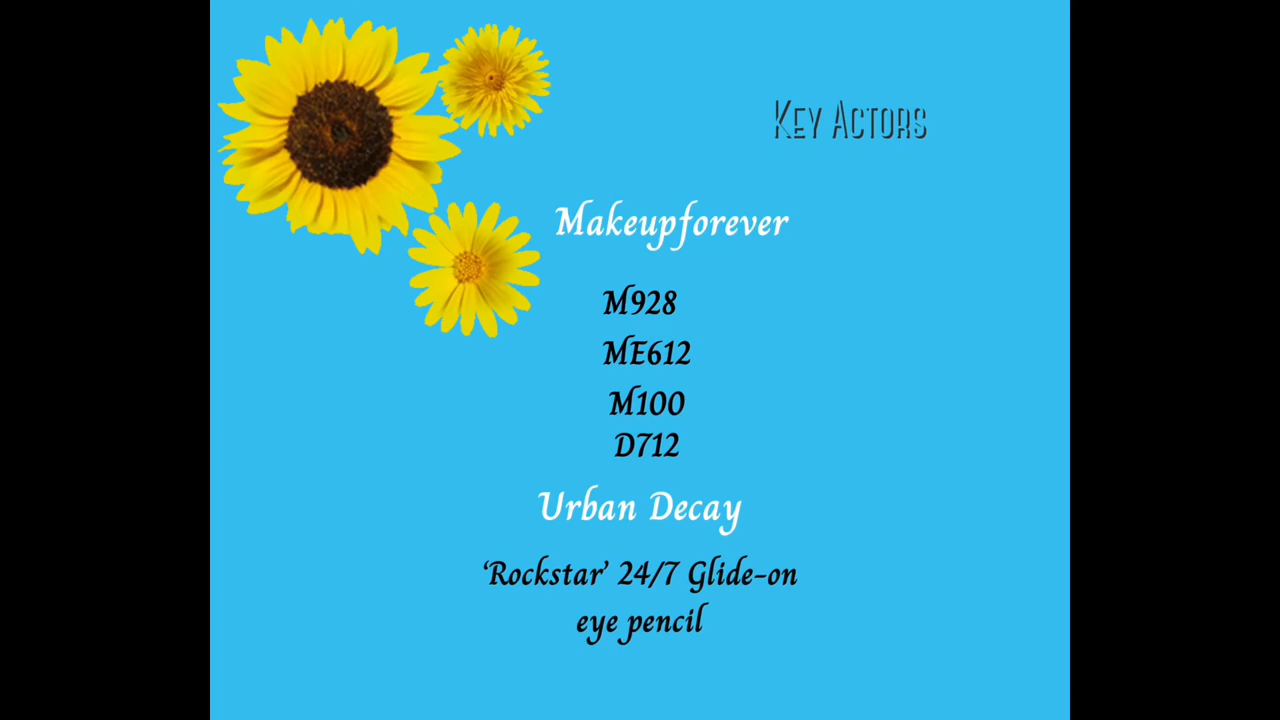 Key Actors
Makeupforever
M928
ME612
M100
D712
Urban Decay
‘Rockstar’ 24/7 Glide-on
eye pencil